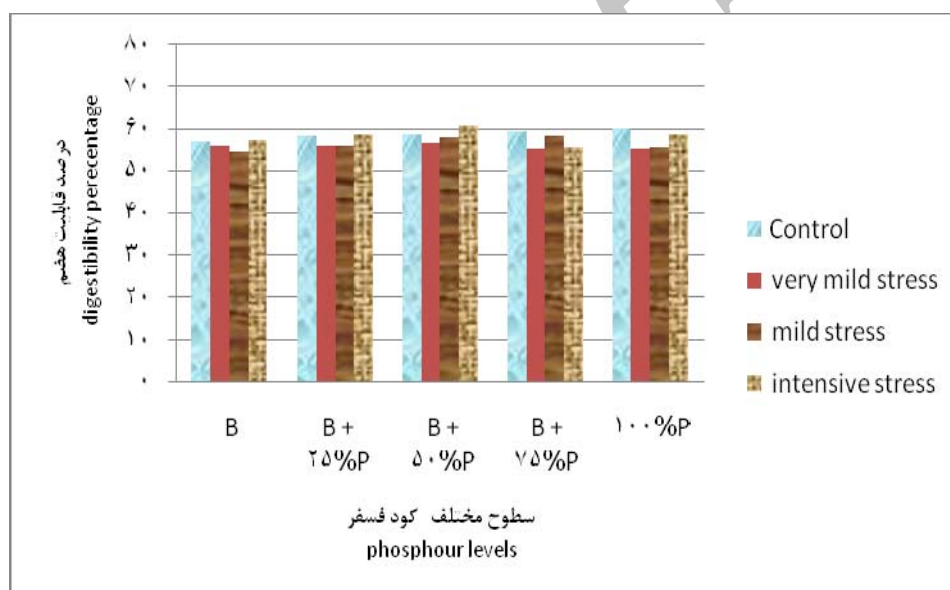 ۸۰
۷۰
۶۰
۵۰
۴۰
۳۰
۲۰
۱۰
۰
درصد قابلیت هضم
digestibility perecentage
B
B +
۲۵%P
B +
۵۰%P
B +
۷۵%P
۱۰۰%P
سطوح مختلف کود فسفر
phosphour levels
Control
very mild stress
mild stress
intensive stress